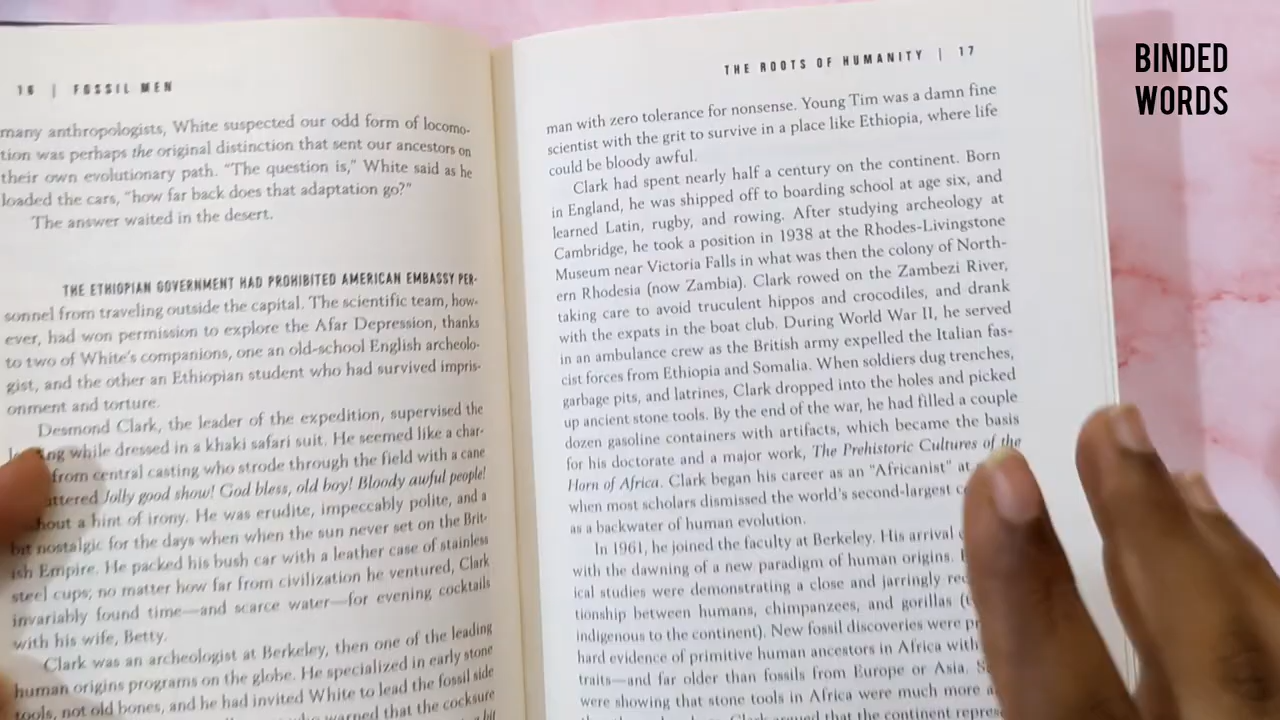 16 | FOSSIL MEN
many anthropologists, White suspected our odd form of locomo-
tion was perhaps the original distinction that sent our ancestors on
their own evolutionary path. “The question is,” White said as he
loaded the cars, “how far back does that adaptation go?”
The answer waited in the desert.
THE ETHIOPIAN GOVERNMENT HAD PROHIBITED AMERICAN EMBASSY PER-
sonnel from traveling outside the capital. The scientific team, how-
ever, had won permission to explore the Afar Depression, thanks
to two of White’s companions, one an old-school English archeolo-
gist, and the other an Ethiopian student who had survived impris-
onment and torture.
Desmond Clark, the leader of the expedition, supervised the
while dressed in a khaki safari suit. He seemed like a char-
from central casting who strode through the field with a cane
Jolly good show! God bless, old boy! Bloody awful people!
a hint of irony. He was erudite, impeccably polite, and a
bit nostalgic for the days when when the sun never set on the Brit-
ish Empire. He packed his bush car with a leather case of stainless
steel cups; no matter how far from civilization he ventured, Clark
invariably found time—and scarce water—for evening cocktails
with his wife, Betty.
Clark was an archeologist at Berkeley, then one of the leading
human origins programs on the globe. He specialized in early stone
tools, not old bones, and he had invited White to lead the fossil side
warned that the cocksure
a bit
THE ROOTS OF HUMANITY | 17
man with zero tolerance for nonsense. Young Tim was a damn fine
scientist with the grit to survive in a place like Ethiopia, where life
could be bloody awful.
Clark had spent nearly half a century on the continent. Born
in England, he was shipped off to boarding school at age six, and
learned Latin, rugby, and rowing. After studying archeology at
Cambridge, he took a position in 1938 at the Rhodes-Livingstone
Museum near Victoria Falls in what was then the colony of North-
ern Rhodesia (now Zambia). Clark rowed on the Zambezi River,
taking care to avoid truculent hippos and crocodiles, and drank
with the expats in the boat club. During World War II, he served
in an ambulance crew as the British army expelled the Italian fas-
cist forces from Ethiopia and Somalia. When soldiers dug trenches,
garbage pits, and latrines, Clark dropped into the holes and picked
up ancient stone tools. By the end of the war, he had filled a couple
dozen gasoline containers with artifacts, which became the basis
for his doctorate and a major work, The Prehistoric Cultures of the
Horn of Africa. Clark began his career as an “Africanist” at
when most scholars dismissed the world’s second-largest
as a backwater of human evolution.
In 1961, he joined the faculty at Berkeley. His arrival
with the dawning of a new paradigm of human origins.
ical studies were demonstrating a close and jarringly
tionship between humans, chimpanzees, and gorillas
indigenous to the continent). New fossil discoveries were
hard evidence of primitive human ancestors in Africa with
traits—and far older than fossils from Europe or Asia.
were showing that stone tools in Africa were much more
Clark argued that the continent
BINDED
WORDS